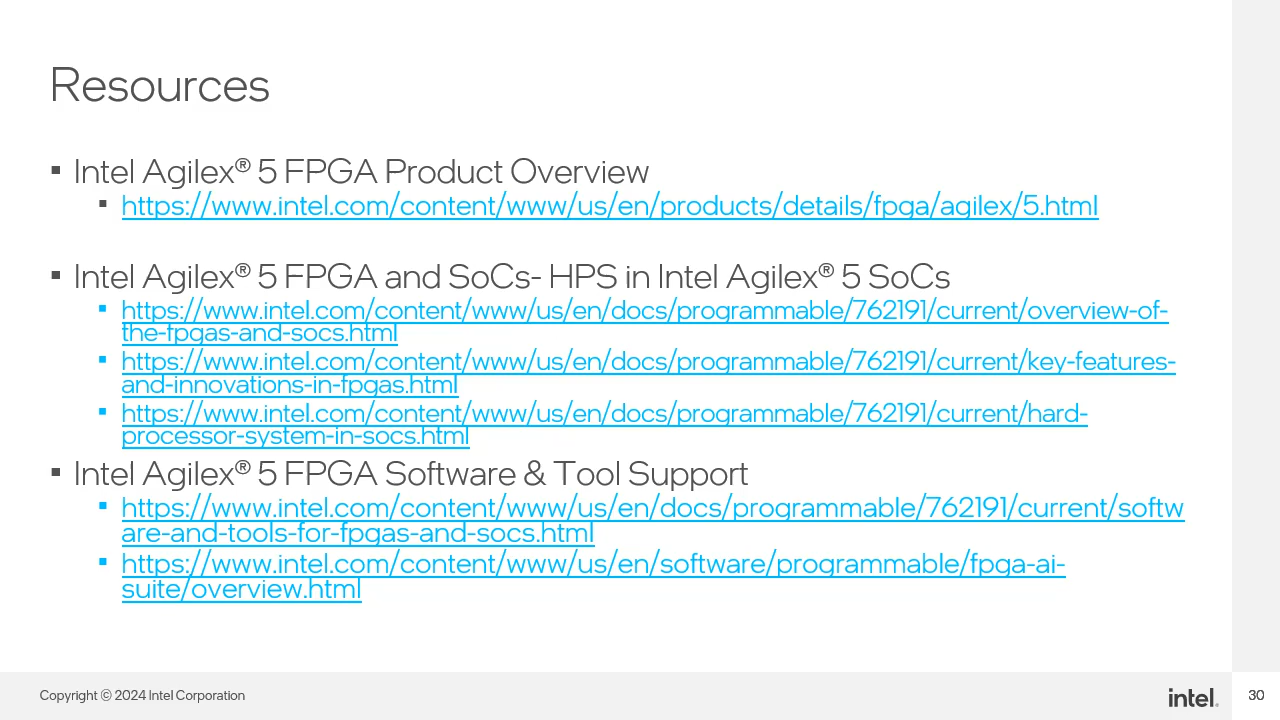 Resources
Intel Agilex® 5 FPGA Product Overview
https://www.intel.com/content/www/us/en/products/details/fpga/agilex/5.html
Intel Agilex® 5 FPGA and SoCs- HPS in Intel Agilex® 5 SoCs
https://www.intel.com/content/www/us/en/docs/programmable/762191/current/overview-of-
the-fpgas-and-socs.html
https://www.intel.com/content/www/us/en/docs/programmable/762191/current/key-features-
and-innovations-in-fpgas.html
https://www.intel.com/content/www/us/en/docs/programmable/762191/current/hard-
processor-system-in-socs.html
Intel Agilex® 5 FPGA Software & Tool Support
https://www.intel.com/content/www/us/en/docs/programmable/762191/current/softw
are-and-tools-for-fpgas-and-socs.html
https://www.intel.com/content/www/us/en/software/programmable/fpga-ai-
suite/overview.html
Copyright © 2024 Intel Corporation
intel.
30